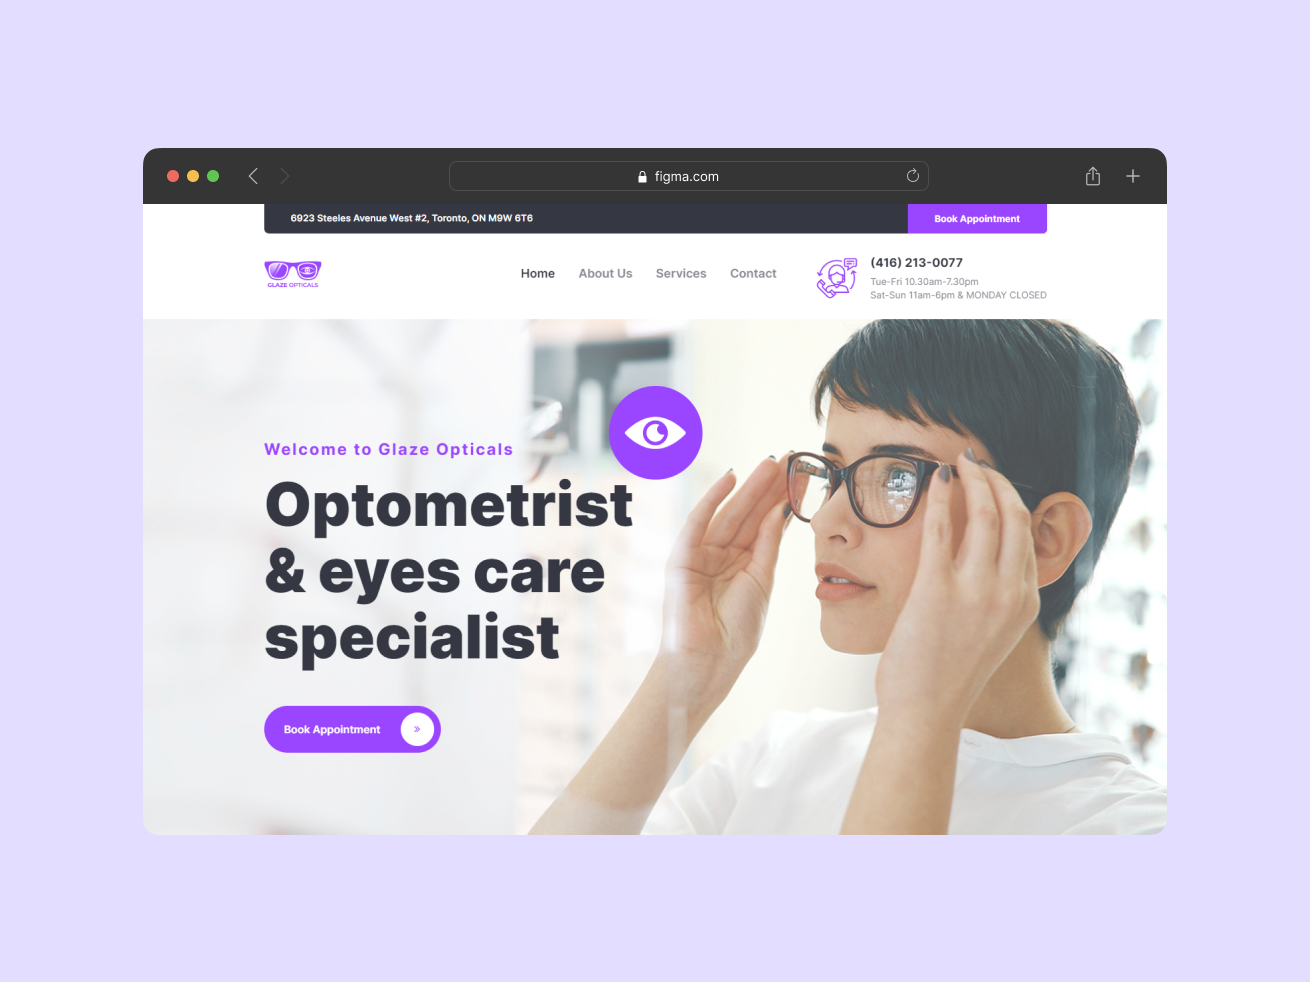 figma.com
6923 Steeles Avenue West #2, Toronto, ON M9W 6T6
Book Appointment
GLAZE OPTICALS
Home
About Us
Services
Contact
(416) 213-0077
Tue-Fri 10.30am-7.30pm
Sat-Sun 11am-6pm & MONDAY CLOSED
Welcome to Glaze Opticals
Optometrist
& eyes care
specialist
Book Appointment